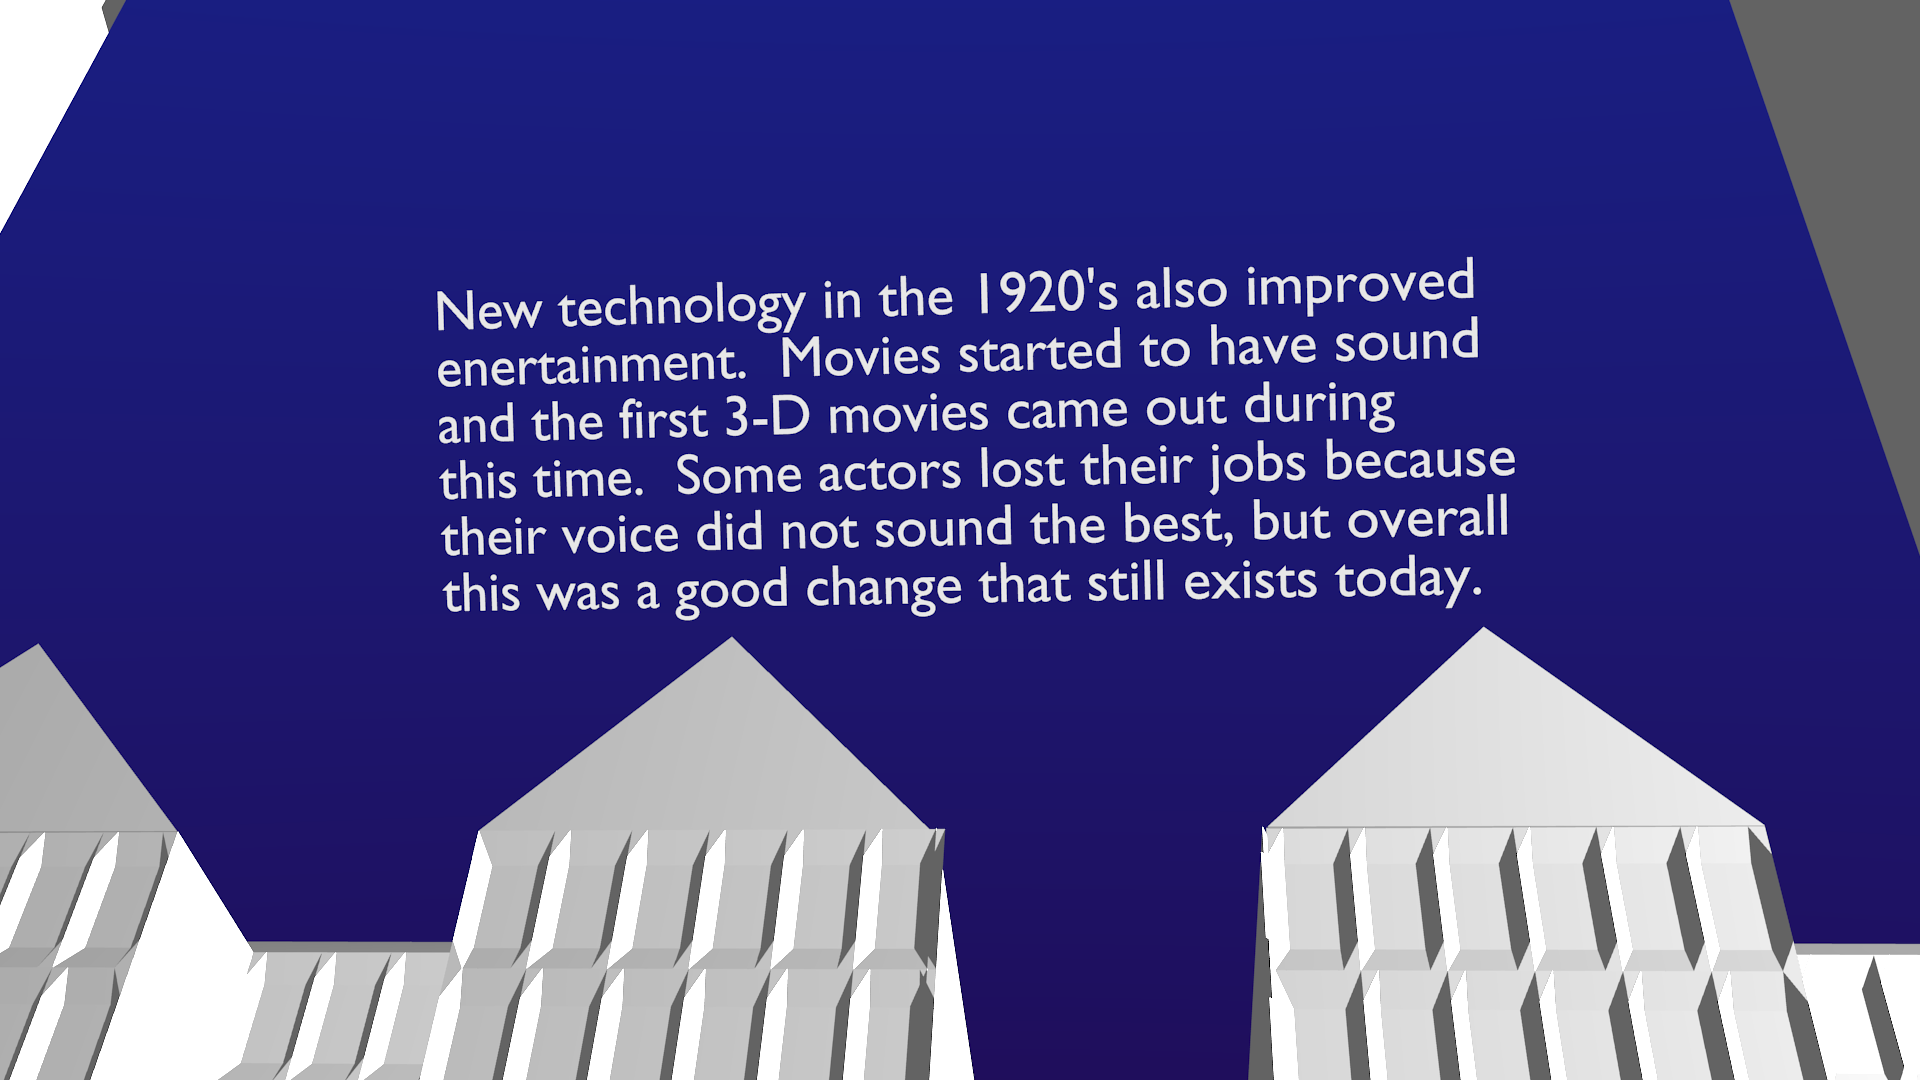 New technology in the 1920's also improved
enertainment.  Movies started to have sound
and the first 3-D movies came out during
this time.  Some actors lost their jobs because
their voice did not sound the best, but overall
this was a good change that still exists today.